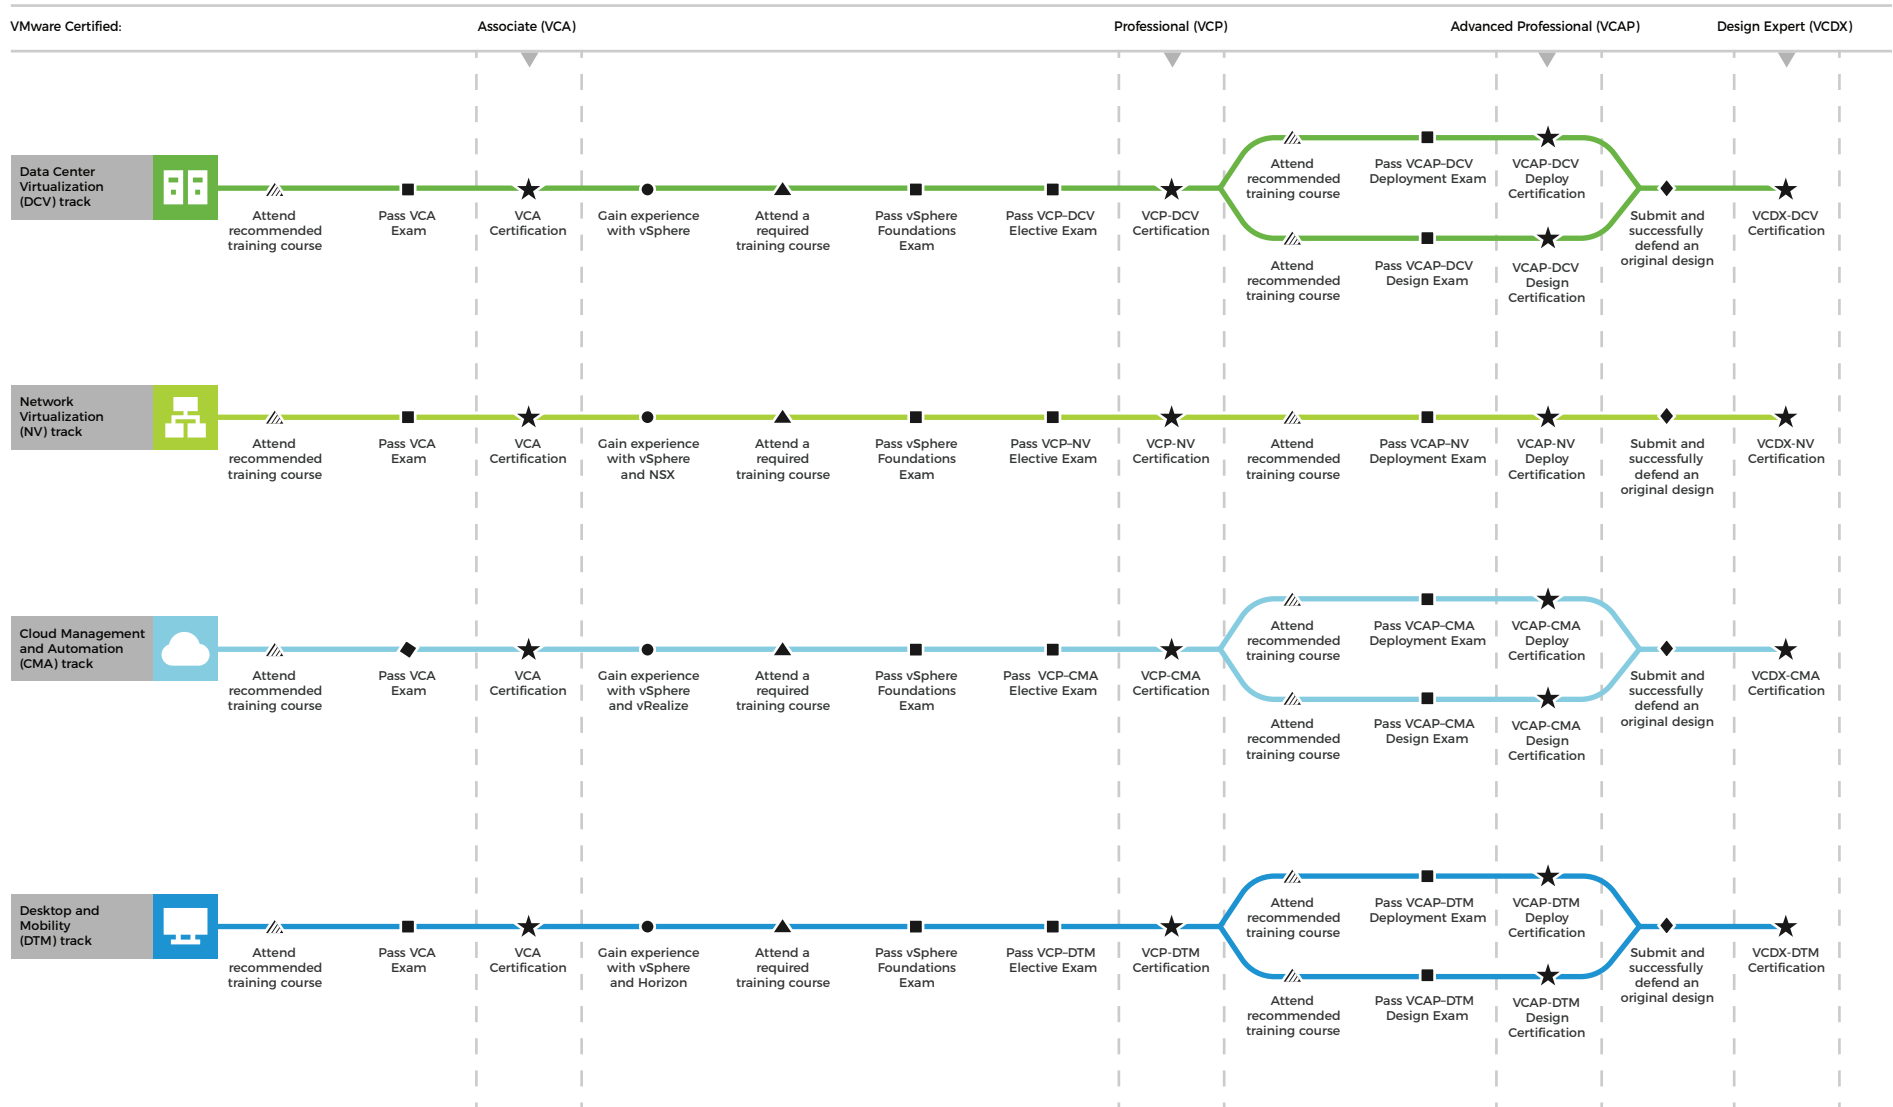 VMware Certified:
Associate (VCA)
Professional (VCP)
Advanced Professional (VCAP)
Design Expert (VCDX)
Data Center
Virtualization
(DCV) track
Attend
recommended
training course
Pass VCA
Exam
VCA
Certification
Gain experience
with vSphere
Attend a
required
training course
Pass vSphere
Foundations
Exam
Pass VCP–DCV
Elective Exam
VCP-DCV
Certification
Attend
recommended
training course
Pass VCAP–DCV
Deployment Exam
VCAP-DCV
Deploy
Certification
Attend
recommended
training course
Pass VCAP–DCV
Design Exam
VCAP-DCV
Design
Certification
Submit and
successfully
defend an
original design
VCDX-DCV
Certification
Network
Virtualization
(NV) track
Attend
recommended
training course
Pass VCA
Exam
VCA
Certification
Gain experience
with vSphere
and NSX
Attend a
required
training course
Pass vSphere
Foundations
Exam
Pass VCP–NV
Elective Exam
VCP-NV
Certification
Attend
recommended
training course
Pass VCAP–NV
Deployment Exam
VCAP-NV
Deploy
Certification
Submit and
successfully
defend an
original design
VCDX-NV
Certification
Cloud Management
and Automation
(CMA) track
Attend
recommended
training course
Pass VCA
Exam
VCA
Certification
Gain experience
with vSphere
and vRealize
Attend a
required
training course
Pass vSphere
Foundations
Exam
Pass VCP–CMA
Elective Exam
VCP-CMA
Certification
Attend
recommended
training course
Pass VCAP–CMA
Deployment Exam
VCAP-CMA
Deploy
Certification
Attend
recommended
training course
Pass VCAP–CMA
Design Exam
VCAP-CMA
Design
Certification
Submit and
successfully
defend an
original design
VCDX-CMA
Certification
Desktop and
Mobility
(DTM) track
Attend
recommended
training course
Pass VCA
Exam
VCA
Certification
Gain experience
with vSphere
and Horizon
Attend a
required
training course
Pass vSphere
Foundations
Exam
Pass VCP–DTM
Elective Exam
VCP-DTM
Certification
Attend
recommended
training course
Pass VCAP–DTM
Deployment Exam
VCAP-DTM
Deploy
Certification
Attend
recommended
training course
Pass VCAP–DTM
Design Exam
VCAP-DTM
Design
Certification
Submit and
successfully
defend an
original design
VCDX-DTM
Certification